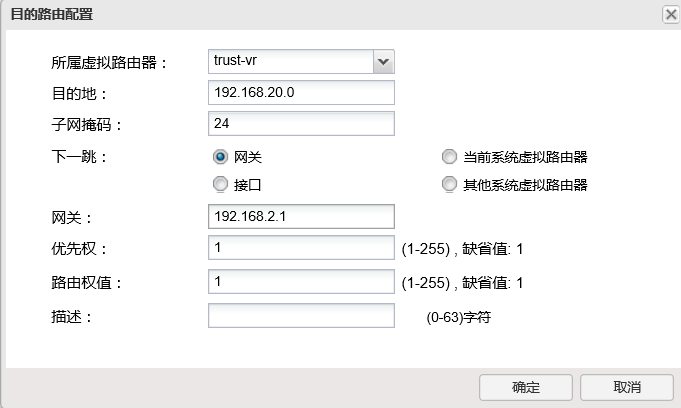 目的路由配置
所属虚拟路由器： trust-vr
目的地： 192.168.20.0
子网掩码： 24
下一跳： 网关 当前系统虚拟路由器
接口 其他系统虚拟路由器
网关： 192.168.2.1
优先权： 1 (1-255) , 缺省值: 1
路由权值： 1 (1-255) , 缺省值: 1
描述： (0-63)字符
确定 取消